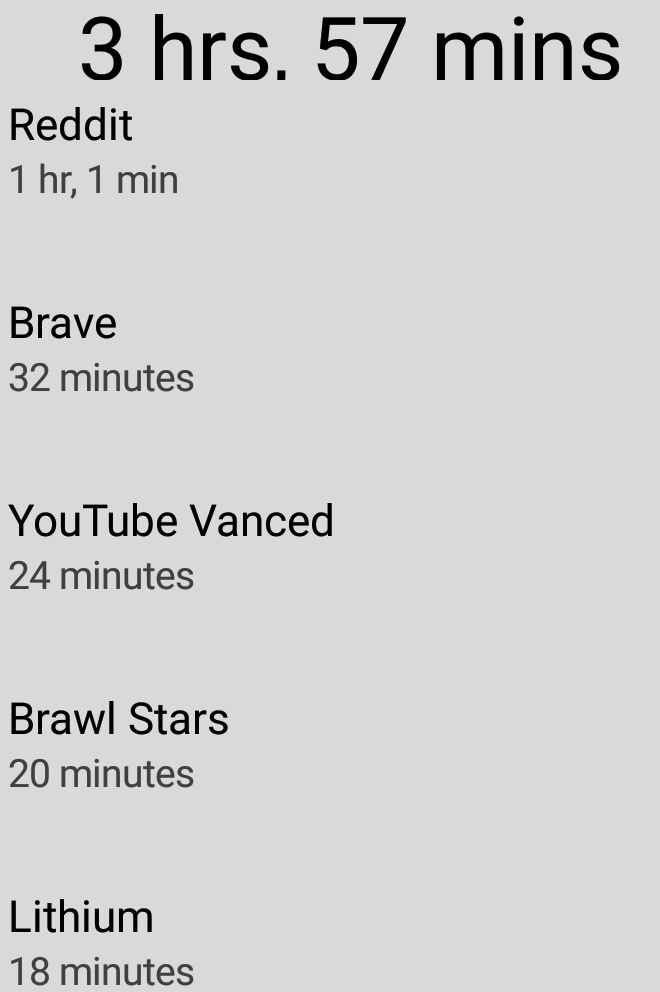 3 hrs. 57 mins
Reddit
1 hr, 1 min
Brave
32 minutes
YouTube Vanced
24 minutes
Brawl Stars
20 minutes
Lithium
18 minutes